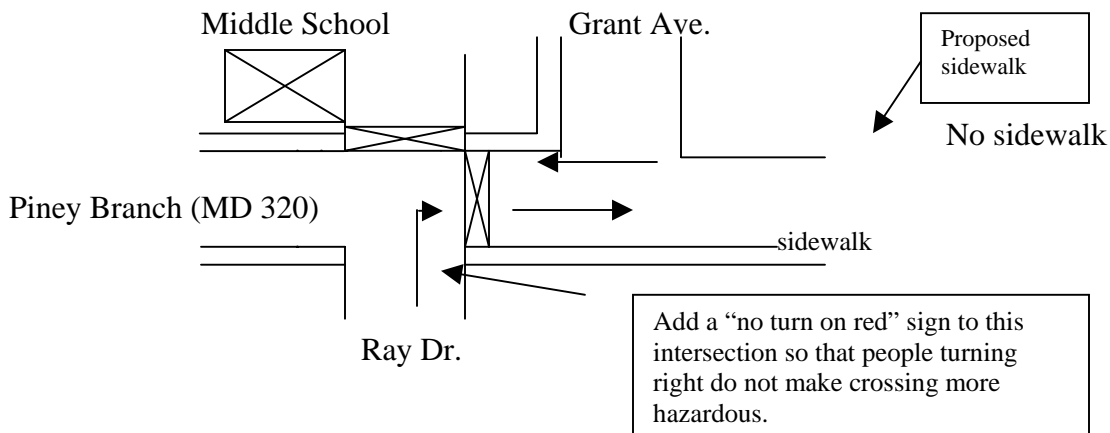 Middle School
Grant Ave.
Proposed
sidewalk
No sidewalk
Piney Branch (MD 320)
sidewalk
Ray Dr.
Add a “no turn on red” sign to this
intersection so that people turning
right do not make crossing more
hazardous.